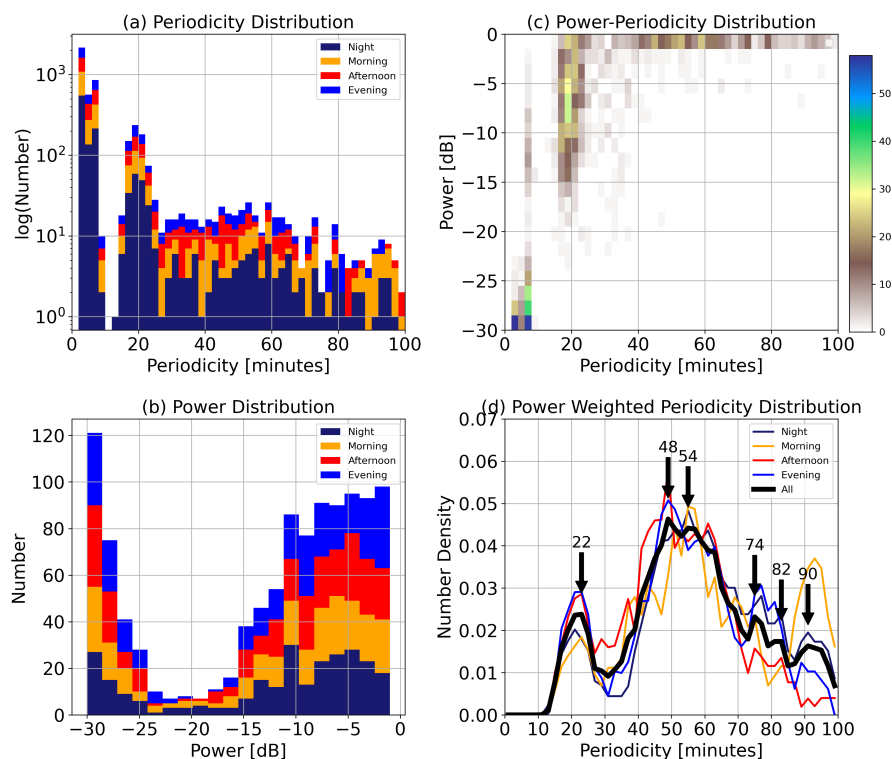 (a) Periodicity Distribution
10³
10²
10¹
10⁰
log(Number)
Night
Morning
Afternoon
Evening
0 20 40 60 80 100
Periodicity [minutes]
(c) Power-Periodicity Distribution
0
−5
−10
−15
−20
−25
−30
Power [dB]
0 20 40 60 80 100
Periodicity [minutes]
50
40
30
20
10
0
(b) Power Distribution
120
100
80
60
40
20
0
Number
Night
Morning
Afternoon
Evening
−30 −25 −20 −15 −10 −5 0
Power [dB]
(d) Power Weighted Periodicity Distribution
0.07
0.06
0.05
0.04
0.03
0.02
0.01
0.00
Number Density
48
54
22
74
82
90
Night
Morning
Afternoon
Evening
All
0 10 20 30 40 50 60 70 80 90 100
Periodicity [minutes]